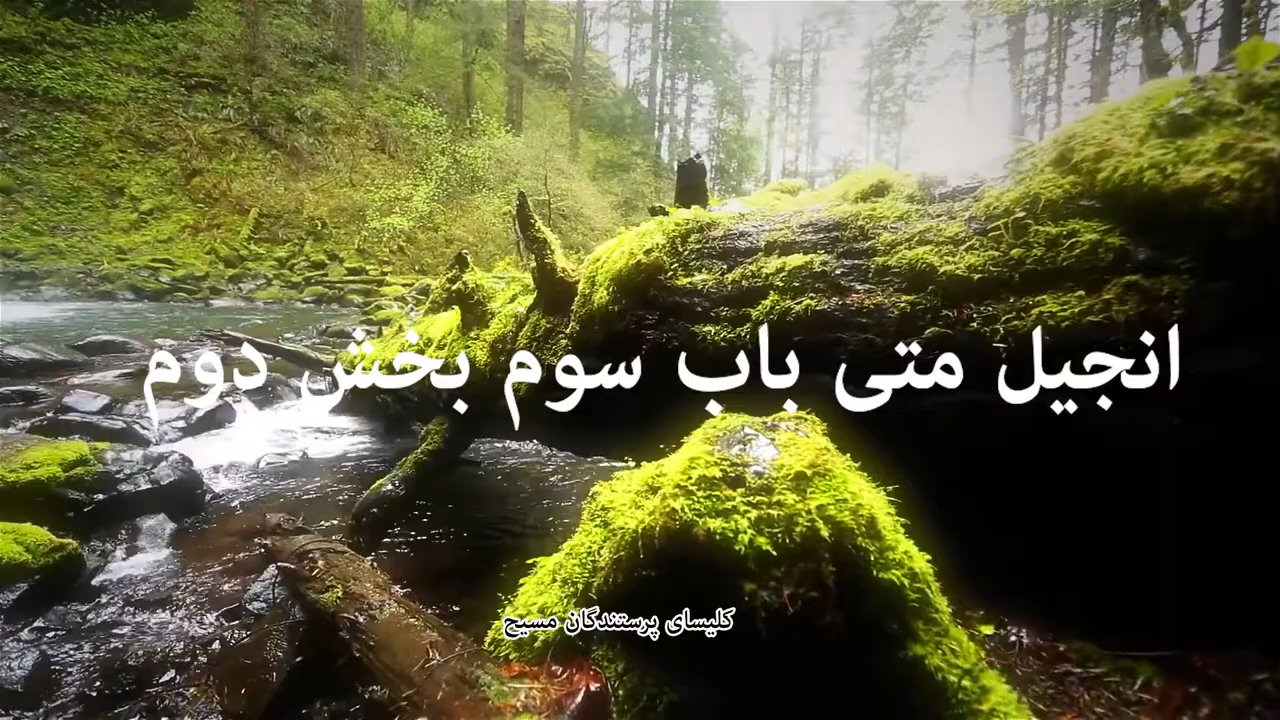 انجیل متی باب سوم بخش دوم
کلیسای پرستندگان مسیح